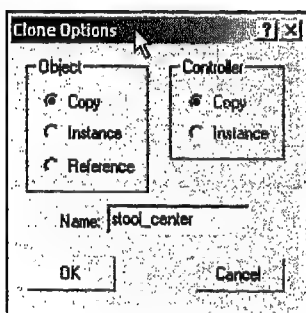 Clone Options ? ×
Object
Copy
Instance
Reference
Controller
Copy
Instance
Name: stool_center
OK Cancel